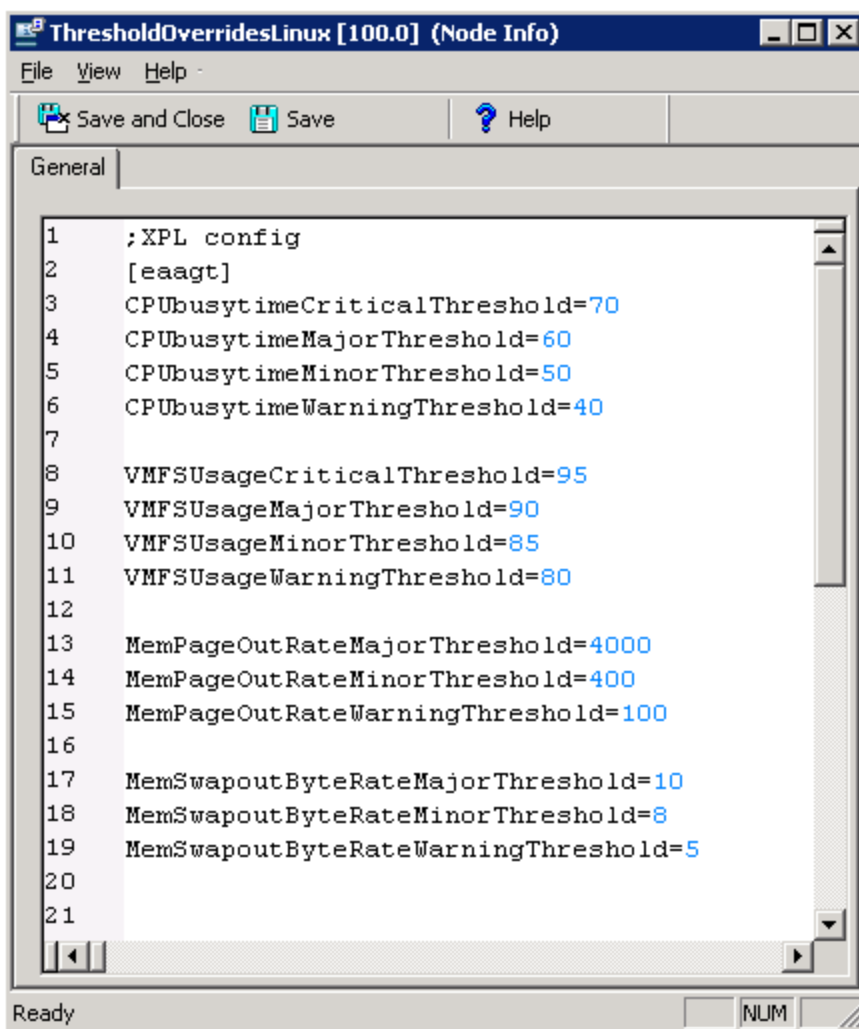 ThresholdOverridesLinux [100.0] (Node Info)
File View Help
Save and Close Save Help
General
1 ;XPL config
2 [eaagt]
3 CPUbusytimeCriticalThreshold=70
4 CPUbusytimeMajorThreshold=60
5 CPUbusytimeMinorThreshold=50
6 CPUbusytimeWarningThreshold=40
7
8 VMFSUsageCriticalThreshold=95
9 VMFSUsageMajorThreshold=90
10 VMFSUsageMinorThreshold=85
11 VMFSUsageWarningThreshold=80
12
13 MemPageOutRateMajorThreshold=4000
14 MemPageOutRateMinorThreshold=400
15 MemPageOutRateWarningThreshold=100
16
17 MemSwapoutByteRateMajorThreshold=10
18 MemSwapoutByteRateMinorThreshold=8
19 MemSwapoutByteRateWarningThreshold=5
20
21
Ready NUM